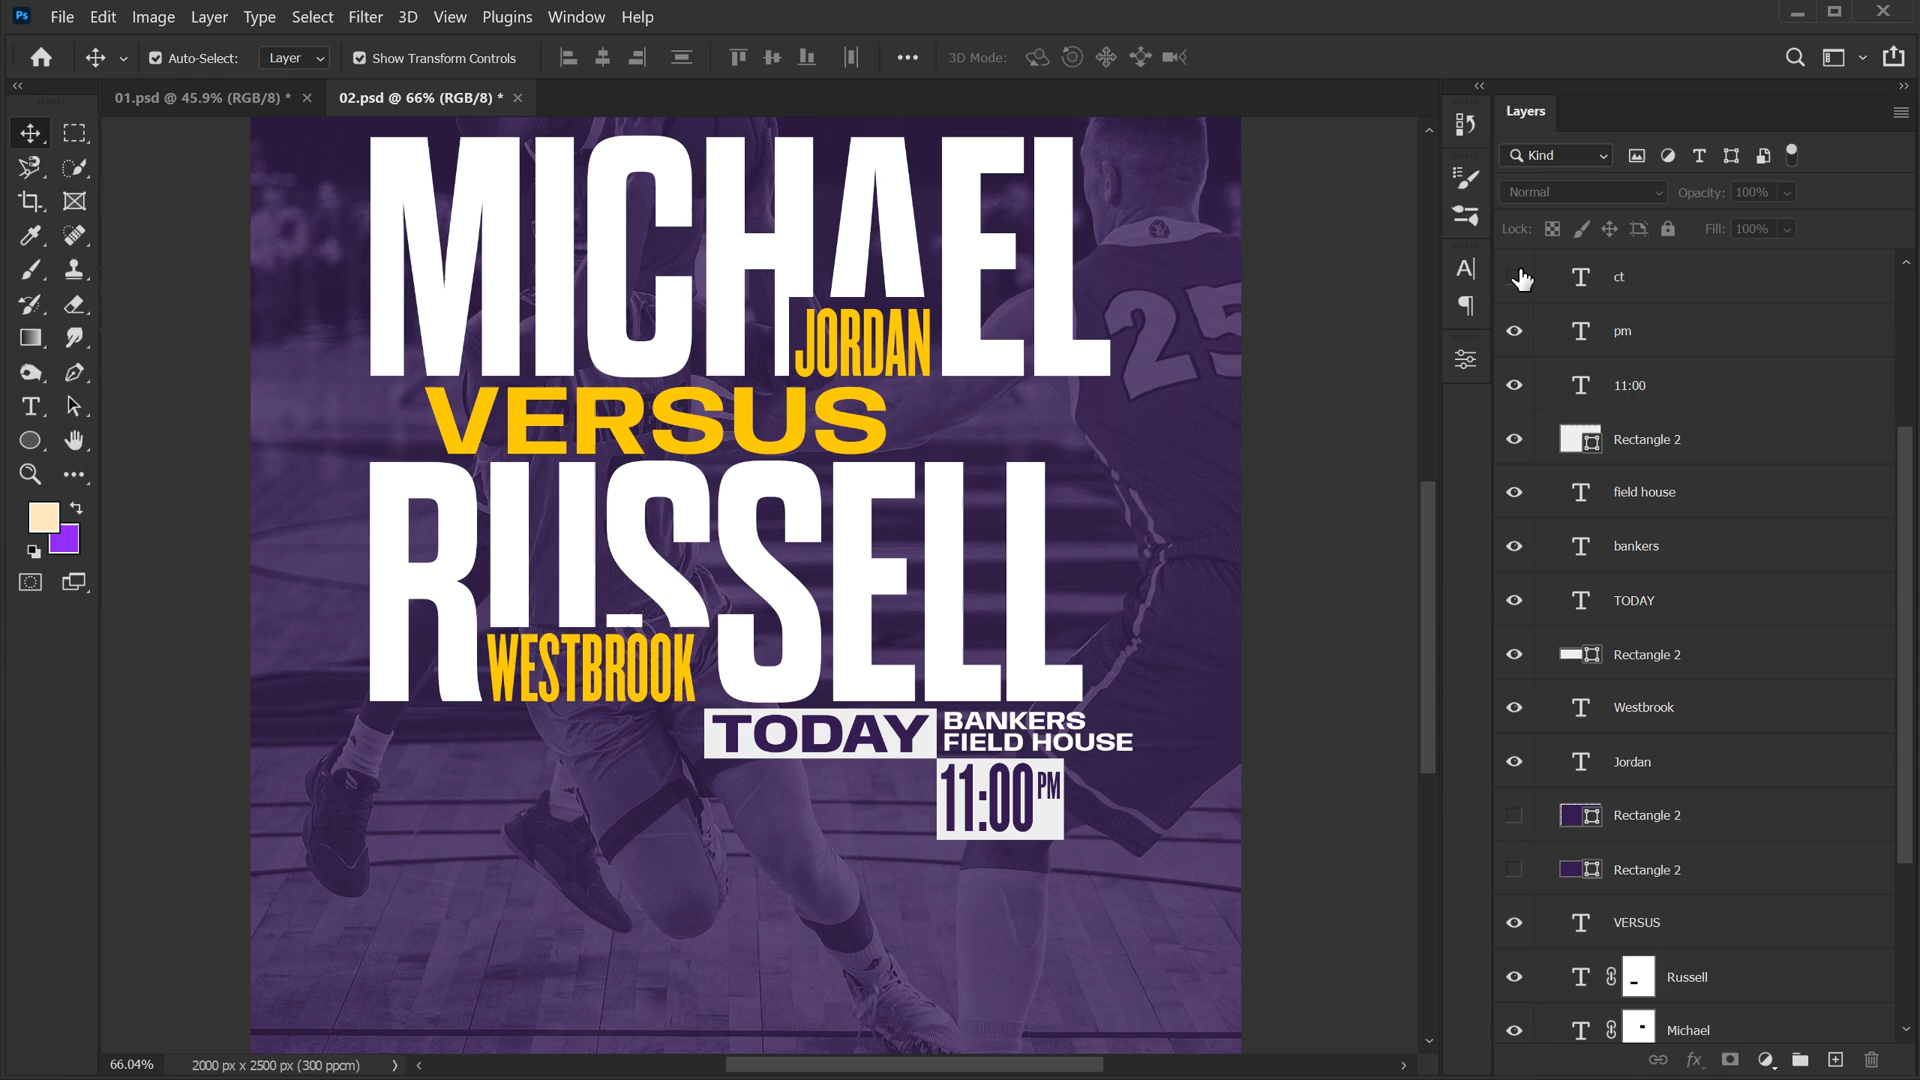 Ps File Edit Image Layer Type Select Filter 3D View Plugins Window Help
Auto-Select: Layer Show Transform Controls 3D Mode:
01.psd @ 45.9% (RGB/8) * 02.psd @ 66% (RGB/8) *
Layers
Kind
Normal Opacity: 100%
Lock: Fill: 100%
MICHAEL
JORDAN
VERSUS
RUSSELL
WESTBROOK
TODAY
BANKERS
FIELD HOUSE
11:00 PM
25
ct
pm
11:00
Rectangle 2
field house
bankers
TODAY
Rectangle 2
Westbrook
Jordan
Rectangle 2
Rectangle 2
VERSUS
Russell
Michael
66.04% 2000 px x 2500 px (300 ppcm)